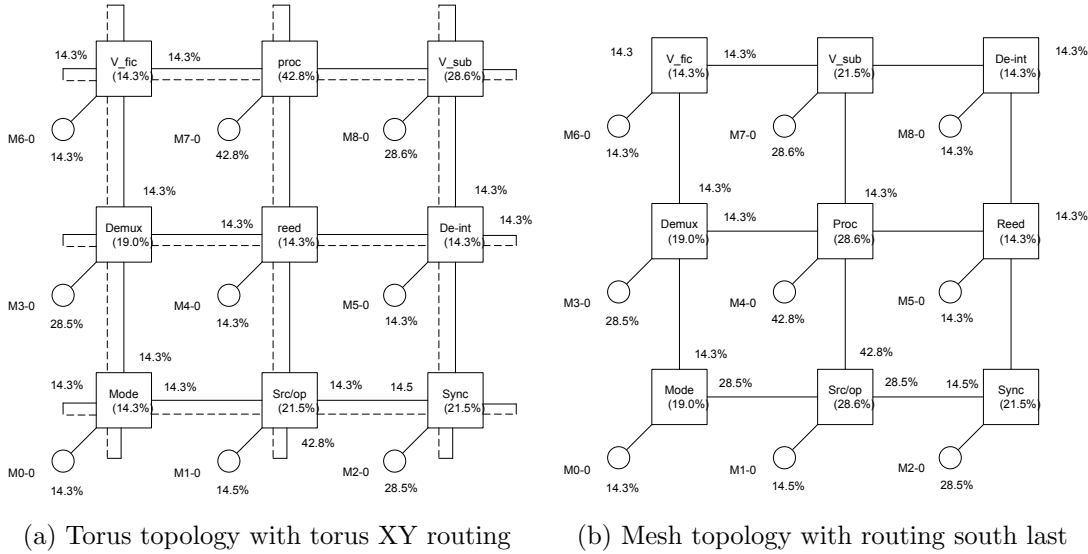 14.3% 14.3% 14.3 14.3% 14.3%
V_fic proc V_sub V_fic V_sub De-int
(14.3%) (42.8%) (28.6%) (14.3%) (21.5%) (14.3%)
M6-0 M7-0 M8-0 M6-0 M7-0 M8-0
14.3% 42.8% 28.6% 14.3% 28.6% 14.3%
14.3% 14.3% 14.3% 14.3%
14.3% 14.3% 14.3% 14.3%
Demux reed De-int Demux Proc Reed
(19.0%) (14.3%) (14.3%) (19.0%) (28.6%) (14.3%)
M3-0 M4-0 M5-0 M3-0 M4-0 M5-0
28.5% 14.3% 14.3% 28.5% 42.8% 14.3%
14.3% 14.3% 42.8%
14.3% 14.3% 14.3% 14.5 28.5% 28.5% 14.5%
Mode Src/op Sync Mode Src/op Sync
(14.3%) (21.5%) (21.5%) (19.0%) (28.6%) (21.5%)
42.8%
M0-0 M1-0 M2-0 M0-0 M1-0 M2-0
14.3% 14.5% 28.5% 14.3% 14.5% 28.5%
(a) Torus topology with torus XY routing (b) Mesh topology with routing south last